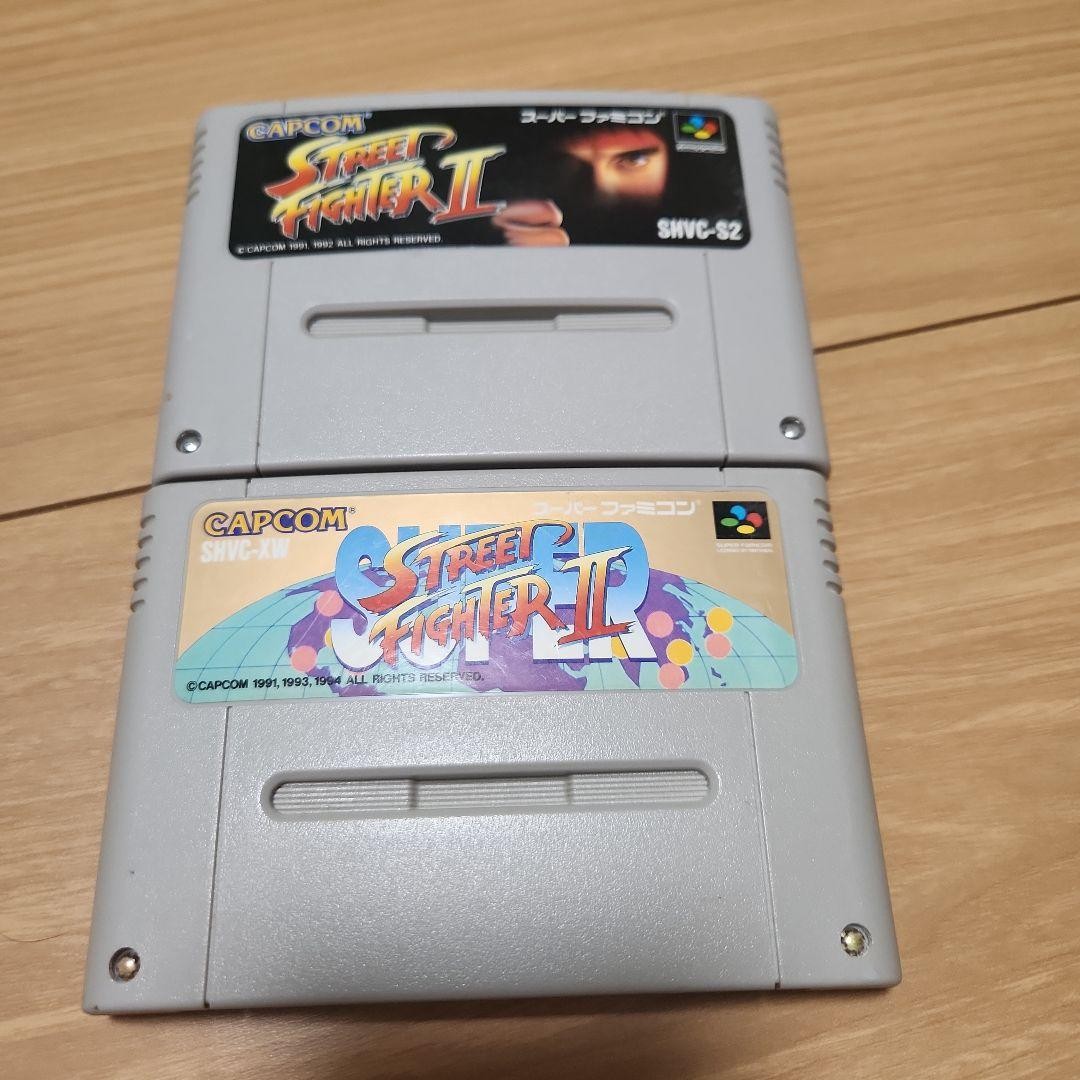 CAPCOM®
スーパーファミコン®
STREET
FIGHTER II
SHVC-S2
© CAPCOM 1991, 1992 ALL RIGHTS RESERVED.
CAPCOM®
スーパーファミコン®
SHVC-XW
SUPER
STREET
FIGHTER II
©CAPCOM 1991, 1993, 1994 ALL RIGHTS RESERVED.